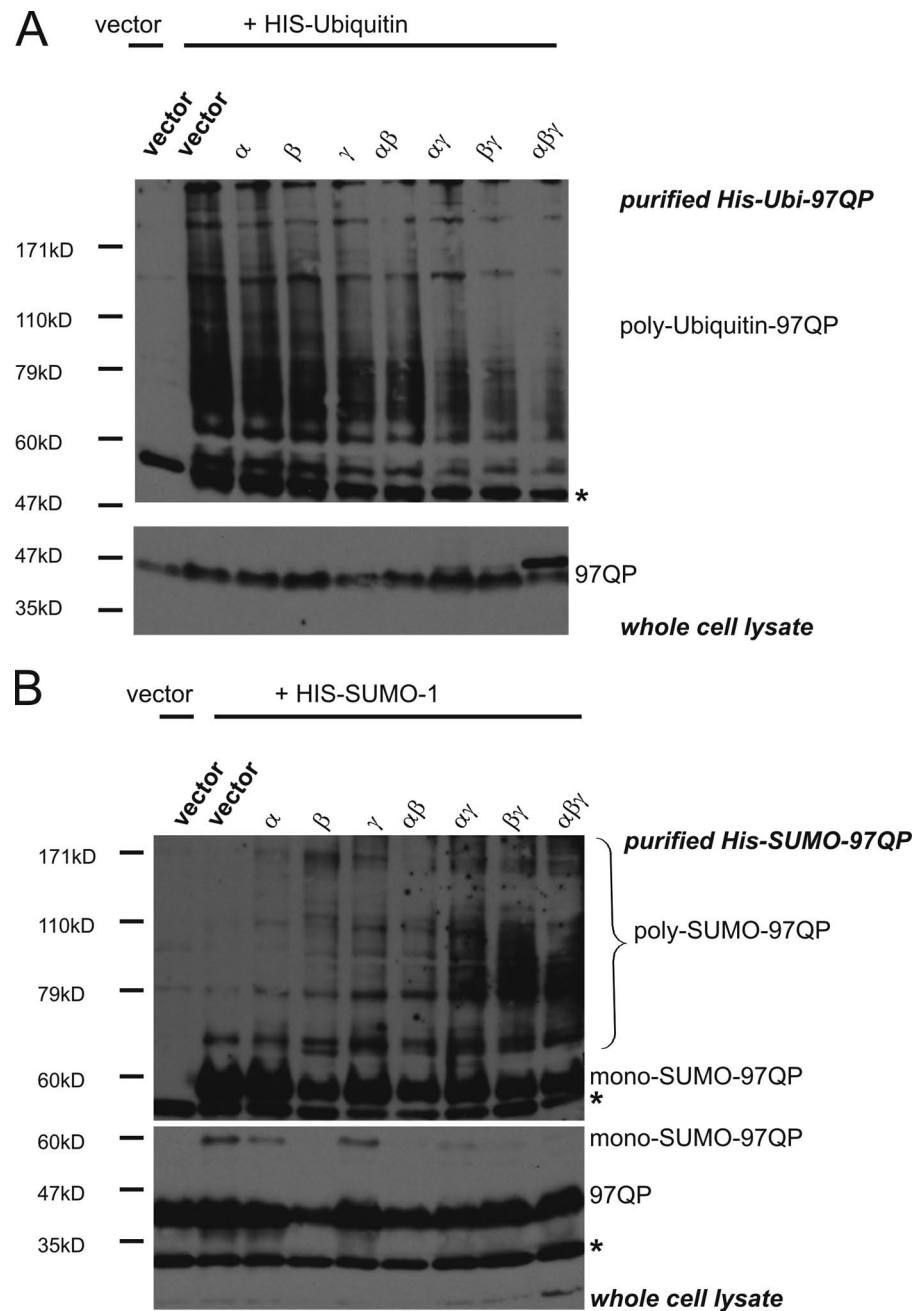 A
vector + HIS-Ubiquitin
vector vector α β γ αβ αγ βγ αβγ
purified His-Ubi-97QP
171kD
110kD
poly-Ubiquitin-97QP
79kD
60kD
47kD
*
47kD
97QP
35kD
whole cell lysate
B
vector + HIS-SUMO-1
vector vector α β γ αβ αγ βγ αβγ
purified His-SUMO-97QP
171kD
110kD
poly-SUMO-97QP
79kD
60kD
mono-SUMO-97QP
*
60kD
mono-SUMO-97QP
47kD
97QP
35kD
*
whole cell lysate